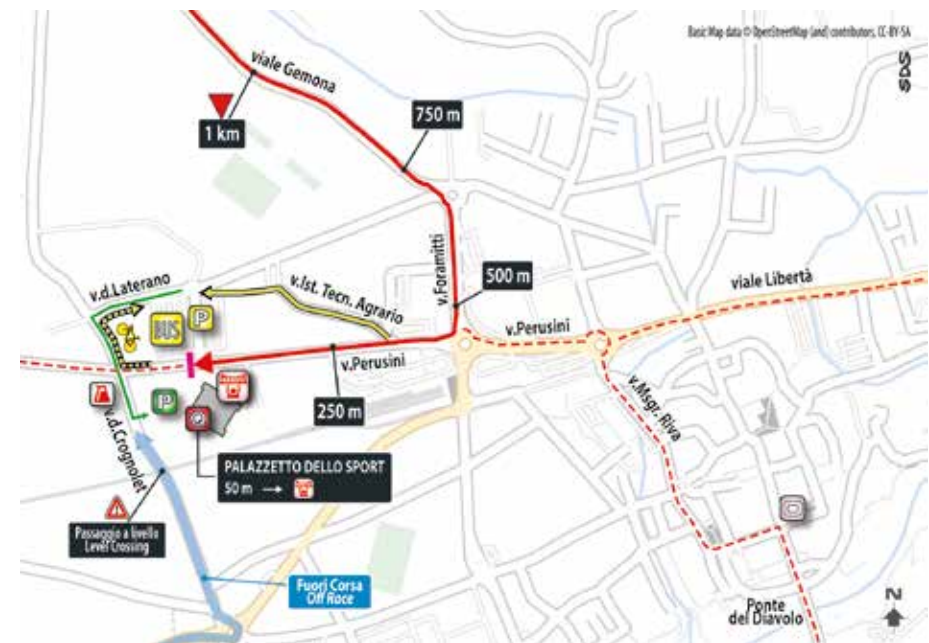 Basic Map data © OpenStreetMap (and) contributors, CC-BY-SA
SDS
viale Gemona
1 km
750 m
v.Foramitti
500 m
viale Libertà
v.d.Laterano
v.Ist. Tecn. Agrario
BUS
P
v.Perusini
v.Perusini
250 m
P
v.d.Crognolet
v.Msgr. Riva
PALAZZETTO DELLO SPORT
50 m →
Passaggio a livello
Level Crossing
Fuori Corsa
Off Race
Ponte
del Diavolo
N